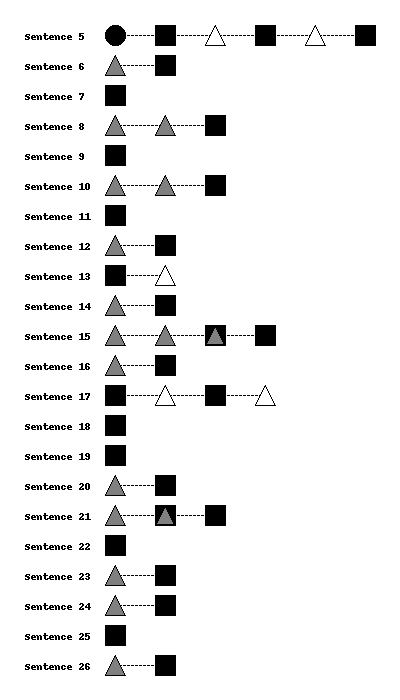 Sentence 5
Sentence 6
Sentence 7
Sentence 8
Sentence 9
Sentence 10
Sentence 11
Sentence 12
Sentence 13
Sentence 14
Sentence 15
Sentence 16
Sentence 17
Sentence 18
Sentence 19
Sentence 20
Sentence 21
Sentence 22
Sentence 23
Sentence 24
Sentence 25
Sentence 26